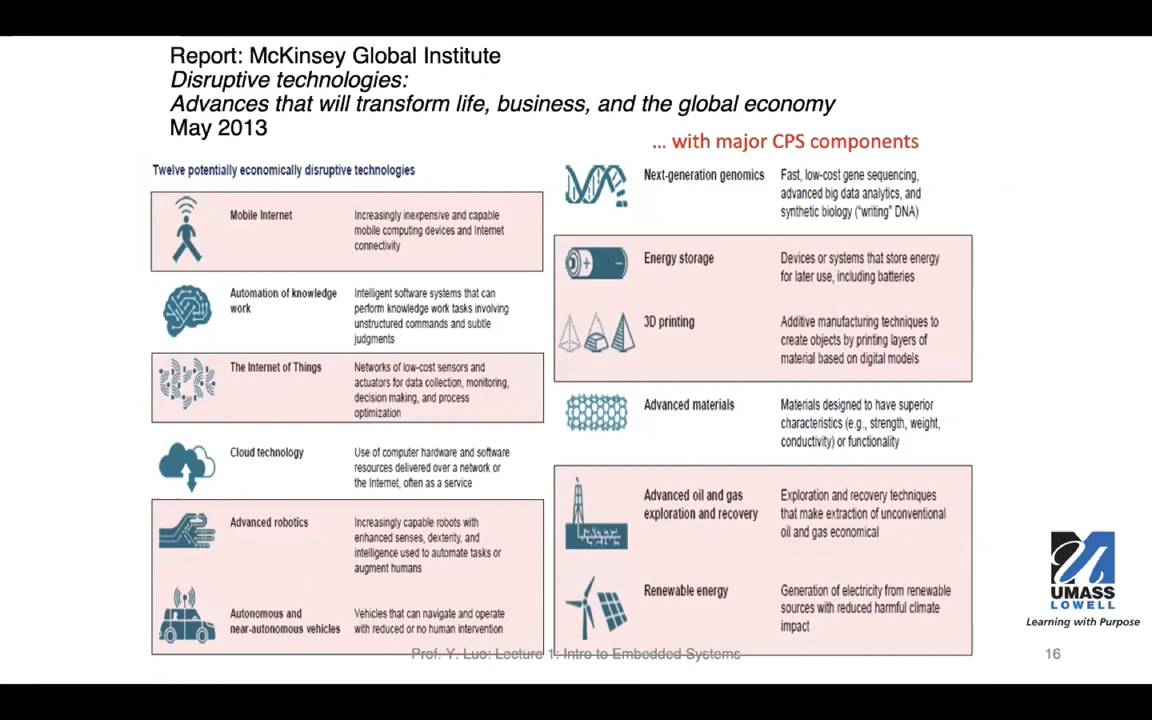 Report: McKinsey Global Institute
Disruptive technologies:
Advances that will transform life, business, and the global economy
May 2013
... with major CPS components
Twelve potentially economically disruptive technologies
Mobile Internet
Increasingly inexpensive and capable
mobile computing devices and Internet
connectivity
Automation of knowledge
work
Intelligent software systems that can
perform knowledge work tasks involving
unstructured commands and subtle
judgments
The Internet of Things
Networks of low-cost sensors and
actuators for data collection, monitoring,
decision making, and process
optimization
Cloud technology
Use of computer hardware and software
resources delivered over a network or
the Internet, often as a service
Advanced robotics
Increasingly capable robots with
enhanced senses, dexterity, and
intelligence used to automate tasks or
augment humans
Autonomous and
near-autonomous vehicles
Vehicles that can navigate and operate
with reduced or no human intervention
Next-generation genomics
Fast, low-cost gene sequencing,
advanced big data analytics, and
synthetic biology ("writing" DNA)
Energy storage
Devices or systems that store energy
for later use, including batteries
3D printing
Additive manufacturing techniques to
create objects by printing layers of
material based on digital models
Advanced materials
Materials designed to have superior
characteristics (e.g., strength, weight,
conductivity) or functionality
Advanced oil and gas
exploration and recovery
Exploration and recovery techniques
that make extraction of unconventional
oil and gas economical
Renewable energy
Generation of electricity from renewable
sources with reduced harmful climate
impact
UMASS
LOWELL
Learning with Purpose
Prof. Y. Luo: Lecture 1: Intro to Embedded Systems
16